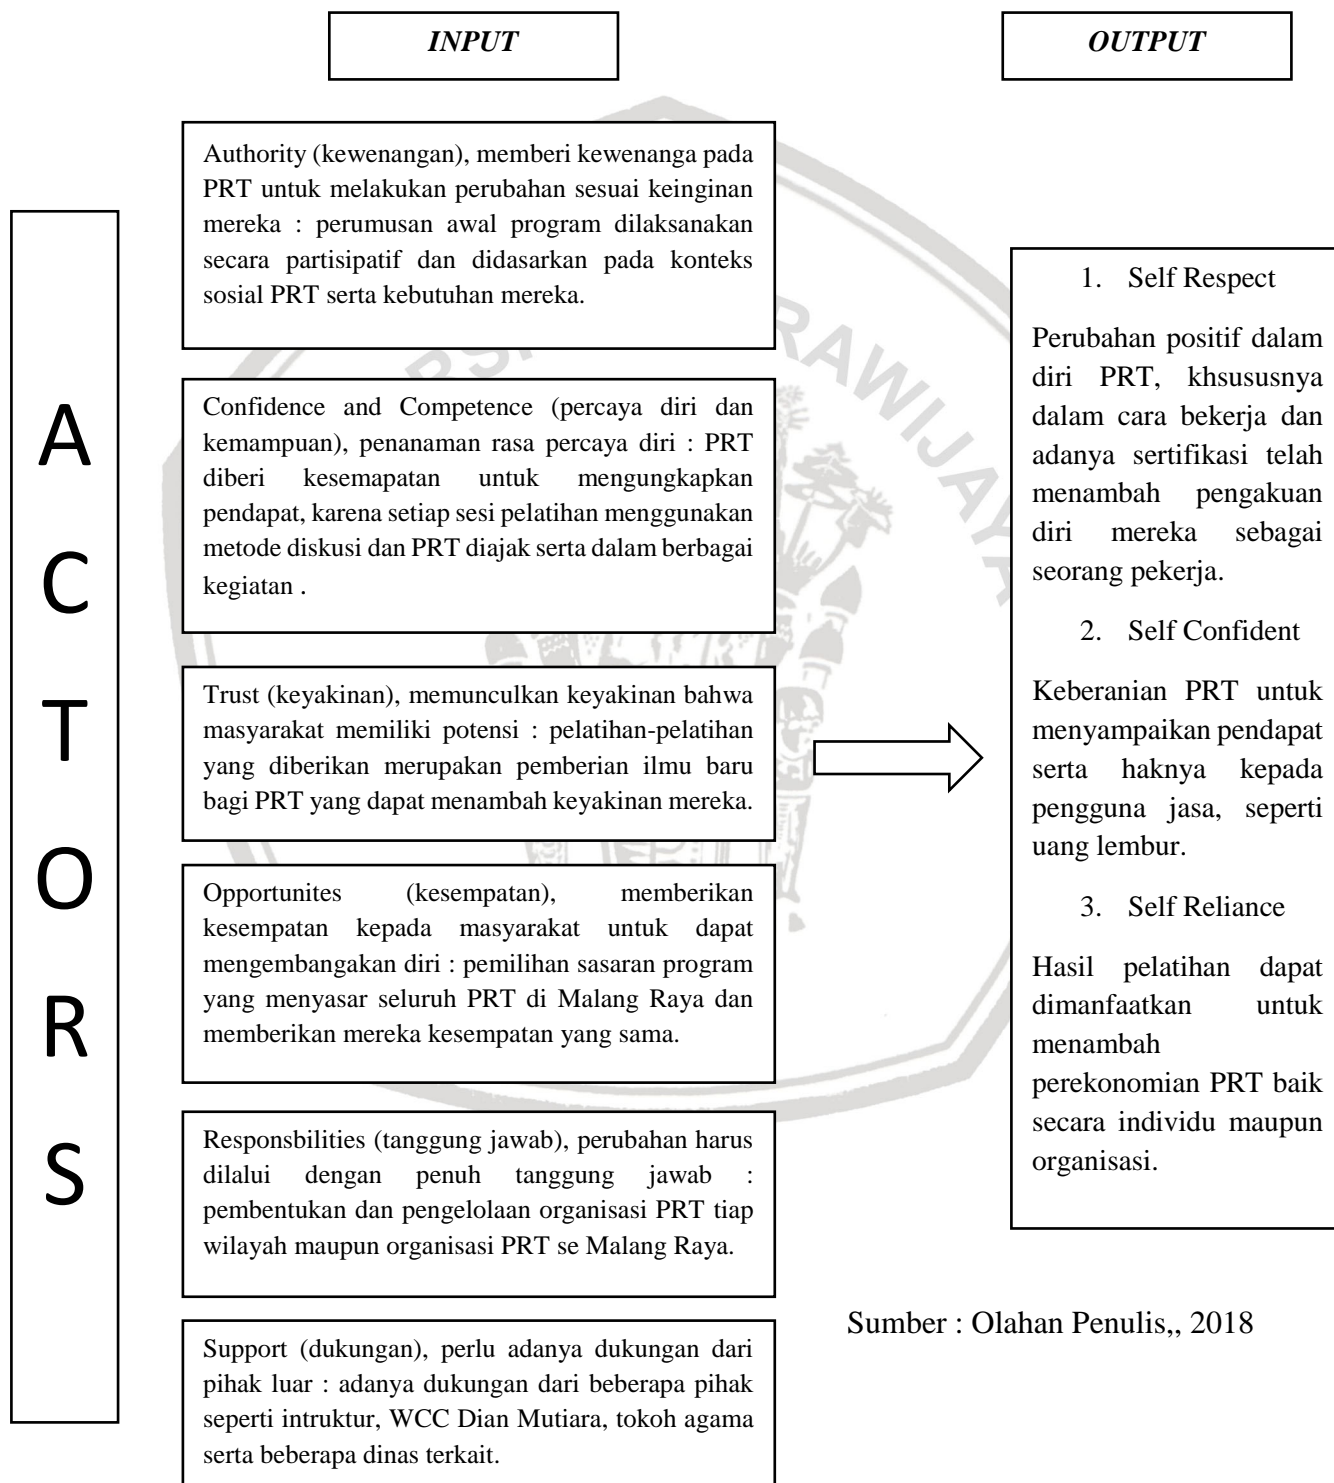 INPUT
OUTPUT
A
C
T
O
R
S
Authority (kewenangan), memberi kewenanga pada
PRT untuk melakukan perubahan sesuai keinginan
mereka : perumusan awal program dilaksanakan
secara partisipatif dan didasarkan pada konteks
sosial PRT serta kebutuhan mereka.
Confidence and Competence (percaya diri dan
kemampuan), penanaman rasa percaya diri : PRT
diberi kesemapatan untuk mengungkapkan
pendapat, karena setiap sesi pelatihan menggunakan
metode diskusi dan PRT diajak serta dalam berbagai
kegiatan .
Trust (keyakinan), memunculkan keyakinan bahwa
masyarakat memiliki potensi : pelatihan-pelatihan
yang diberikan merupakan pemberian ilmu baru
bagi PRT yang dapat menambah keyakinan mereka.
Opportunites (kesempatan), memberikan
kesempatan kepada masyarakat untuk dapat
mengembangakan diri : pemilihan sasaran program
yang menyasar seluruh PRT di Malang Raya dan
memberikan mereka kesempatan yang sama.
Responsbilities (tanggung jawab), perubahan harus
dilalui dengan penuh tanggung jawab :
pembentukan dan pengelolaan organisasi PRT tiap
wilayah maupun organisasi PRT se Malang Raya.
Support (dukungan), perlu adanya dukungan dari
pihak luar : adanya dukungan dari beberapa pihak
seperti intruktur, WCC Dian Mutiara, tokoh agama
serta beberapa dinas terkait.
1. Self Respect
Perubahan positif dalam
diri PRT, khsususnya
dalam cara bekerja dan
adanya sertifikasi telah
menambah pengakuan
diri mereka sebagai
seorang pekerja.
2. Self Confident
Keberanian PRT untuk
menyampaikan pendapat
serta haknya kepada
pengguna jasa, seperti
uang lembur.
3. Self Reliance
Hasil pelatihan dapat
dimanfaatkan untuk
menambah
perekonomian PRT baik
secara individu maupun
organisasi.
Sumber : Olahan Penulis,, 2018